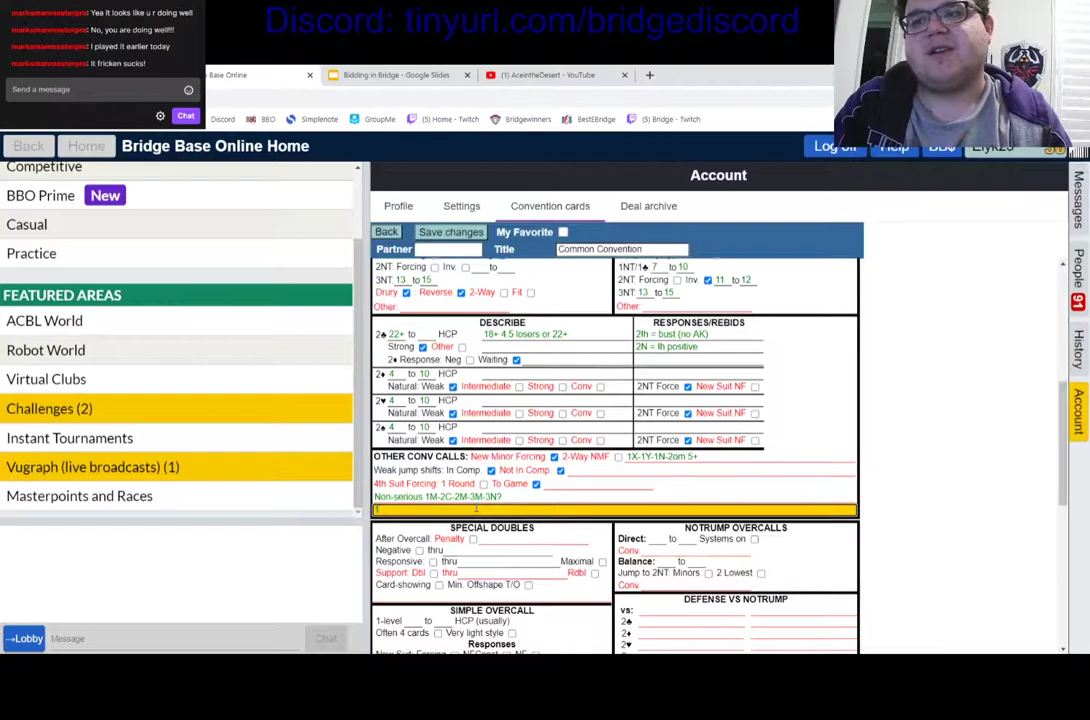 Discord: tinyurl.com/bridgediscord
marksmanmasterpro: Yea it looks like u r doing well
marksmanmasterpro: No, you are doing well!!!
marksmanmasterpro: I played it earlier today
marksmanmasterpro: It fricken sucks!
Send a message
Chat
Base Online
Bidding in Bridge - Google Slides
(1) AceintheDesert - YouTube
Discord
BBO
Simplenote
GroupMe
(5) Home - Twitch
Bridgewinners
BestEBridge
(5) Bridge - Twitch
Back
Home
Bridge Base Online Home
Log off
Help
BB$
Competitive
BBO Prime New
Casual
Practice
FEATURED AREAS
ACBL World
Robot World
Virtual Clubs
Challenges (2)
Instant Tournaments
Vugraph (live broadcasts) (1)
Masterpoints and Races
→Lobby
Message
Chat
Account
Profile
Settings
Convention cards
Deal archive
Back
Save changes
My Favorite
Partner
Title
Common Convention
2NT: Forcing Inv. to
3NT: 13 to 15
Drury Reverse 2-Way Fit
Other:
1NT/1♣ 7 to 10
2NT: Forcing Inv. 11 to 12
3NT: 13 to 15
Other:
DESCRIBE
RESPONSES/REBIDS
2♣ 22+ to HCP 18+ 4.5 losers or 22+
2th = bust (no AK)
Strong Other
2N = lh positive
2♦ Response: Neg Waiting
2♦ 4 to 10 HCP
Natural: Weak Intermediate Strong Conv
2NT Force New Suit NF
2♥ 4 to 10 HCP
Natural: Weak Intermediate Strong Conv
2NT Force New Suit NF
2♠ 4 to 10 HCP
Natural: Weak Intermediate Strong Conv
2NT Force New Suit NF
OTHER CONV CALLS: New Minor Forcing 2-Way NMF 1X-1Y-1N-2om 5+
Weak jump shifts: In Comp. Not In Comp.
4th Suit Forcing: 1 Round To Game
Non-serious 1M-2C-2M-3M-3N?
SPECIAL DOUBLES
After Overcall: Penalty
Negative thru
Responsive: thru Maximal
Support: Dbl thru Rdbl
Card-showing Min. Offshape T/O
NOTRUMP OVERCALLS
Direct: to Systems on
Conv.
Balance: to
Jump to 2NT: Minors 2 Lowest
Conv.
SIMPLE OVERCALL
1-level to HCP (usually)
Often 4 cards Very light style
Responses
DEFENSE VS NOTRUMP
vs:
2♣
2♦
2♥
Messages
People 91
History
Account